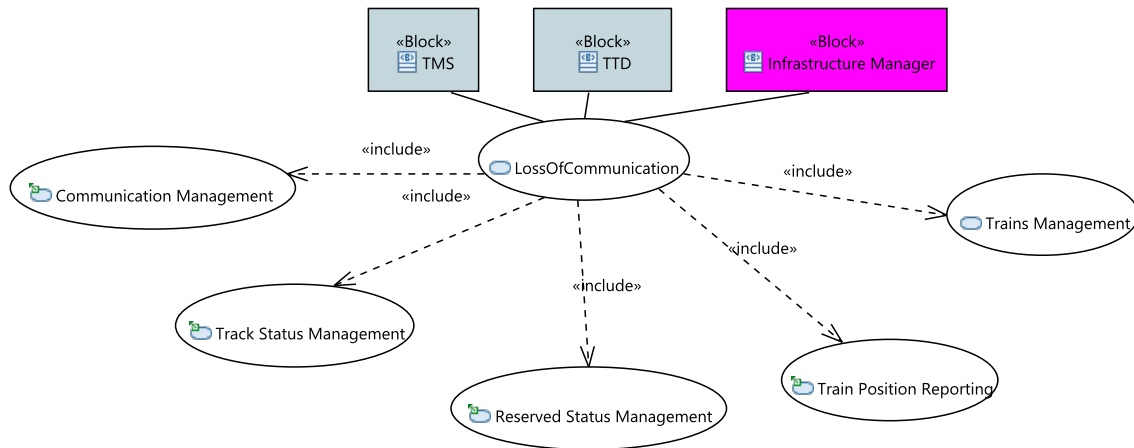 «Block»
TMS
«Block»
TTD
«Block»
Infrastructure Manager
LossOfCommunication
«include»
Communication Management
«include»
Track Status Management
«include»
Reserved Status Management
«include»
Train Position Reporting
«include»
Trains Management